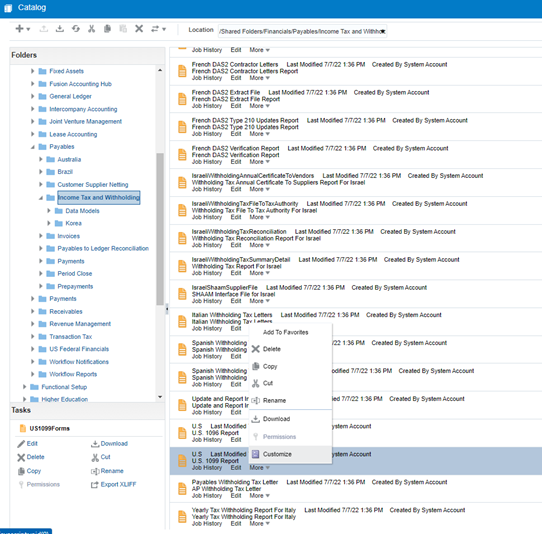 Catalog
Location /Shared Folders/Financials/Payables/Income Tax and Withho
Folders
Fixed Assets
Fusion Accounting Hub
General Ledger
Intercompany Accounting
Joint Venture Management
Lease Accounting
Payables
Australia
Brazil
Customer Supplier Netting
Income Tax and Withholding
Data Models
Korea
Invoices
Payables to Ledger Reconciliation
Payments
Period Close
Prepayments
Payments
Receivables
Revenue Management
Transaction Tax
US Federal Financials
Workflow Notifications
Workflow Reports
Functional Setup
Higher Education
Tasks
US1099Forms
Edit Download
Delete Cut
Copy Rename
Permissions Export XLIFF
Job History Edit More
French DAS2 Contractor Letters Last Modified 7/7/22 1:36 PM Created By System Account
French DAS2 Contractor Letters Report
Job History Edit More
French DAS2 Extract File Last Modified 7/7/22 1:36 PM Created By System Account
French DAS2 Extract File Report
Job History Edit More
French DAS2 Type 210 Updates Report Last Modified 7/7/22 1:36 PM Created By System Account
French DAS2 Type 210 Updates Report
Job History Edit More
French DAS2 Verification Report Last Modified 7/7/22 1:36 PM Created By System Account
French DAS2 Verification Report
Job History Edit More
IsraelWithholdingAnnualCertificateToVendors Last Modified 7/7/22 1:36 PM Created By System Account
Withholding Tax Annual Certificate To Suppliers Report For Israel
Job History Edit More
IsraeliWithholdingTaxFileToTaxAuthority Last Modified 7/7/22 1:36 PM Created By System Account
Withholding Tax File To Tax Authority For Israel
Job History Edit More
IsraeliWithholdingTaxReconciliation Last Modified 7/7/22 1:36 PM Created By System Account
Withholding Tax Reconciliation Report For Israel
Job History Edit More
IsraeliWithholdingTaxSummaryDetail Last Modified 7/7/22 1:36 PM Created By System Account
Withholding Tax Report For Israel
Job History Edit More
IsraelShaamSupplierFile Last Modified 7/7/22 1:36 PM Created By System Account
SHAAM Interface File for Israel
Job History Edit More
Italian Withholding Tax Letters Last Modified 7/7/22 1:36 PM Created By System Account
Italian Withholding Tax Letters
Job History Edit
Spanish Withholding System Account
Spanish Withholding
Job History Edit
Spanish Withholding System Account
Spanish Withholding
Job History Edit
Update and Report In System Account
Update and Report In
Job History Edit
U.S Last Modified System Account
U.S. 1096 Report
Job History Edit
U.S Last Modified System Account
U.S. 1099 Report
Job History Edit More
Add To Favorites
Delete
Copy
Cut
Rename
Download
Permissions
Customize
Payables Withholding Tax Letter Last Modified 7/7/22 1:36 PM Created By System Account
AP Withholding Tax Letter
Job History Edit More
Yearly Tax Withholding Report For Italy Last Modified 7/7/22 1:36 PM Created By System Account
Yearly Tax Withholding Report For Italy
Job History Edit More